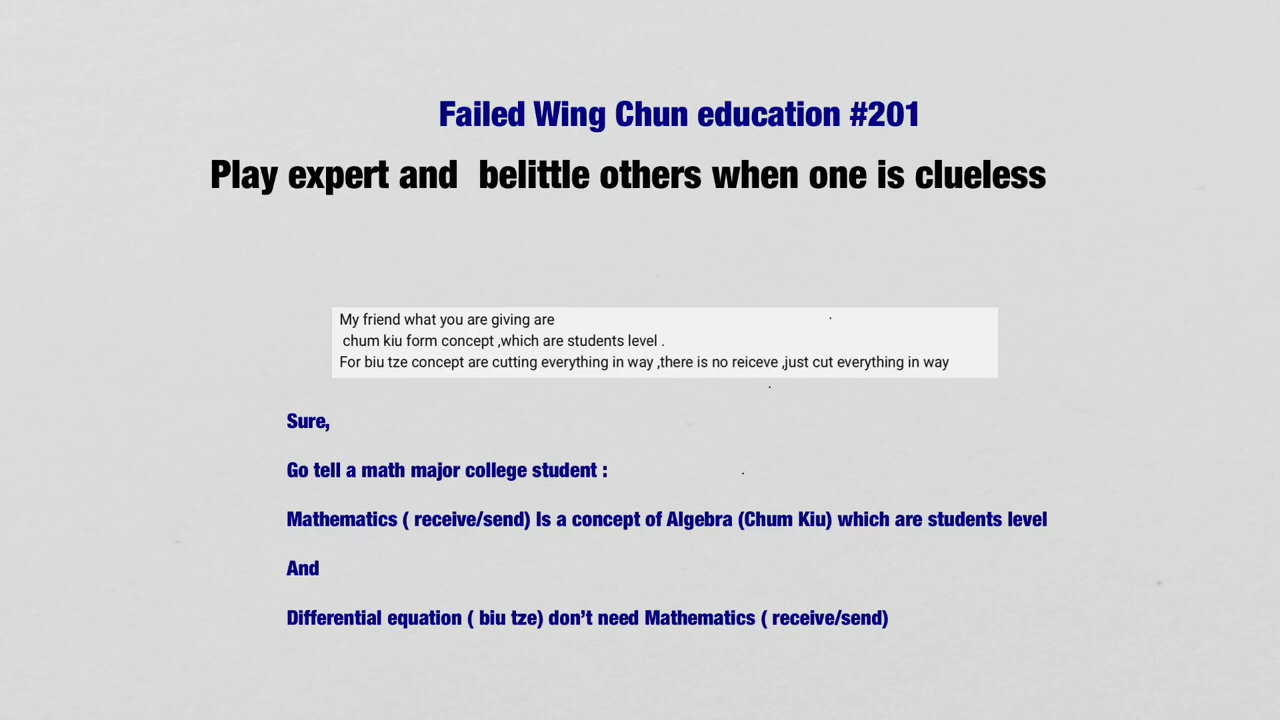 Failed Wing Chun education #201
Play expert and  belittle others when one is clueless
My friend what you are giving are
chum kiu form concept ,which are students level .
For biu tze concept are cutting everything in way ,there is no reiceve ,just cut everything in way
Sure,
Go tell a math major college student :
Mathematics ( receive/send) Is a concept of Algebra (Chum Kiu) which are students level
And
Differential equation ( biu tze) don’t need Mathematics ( receive/send)